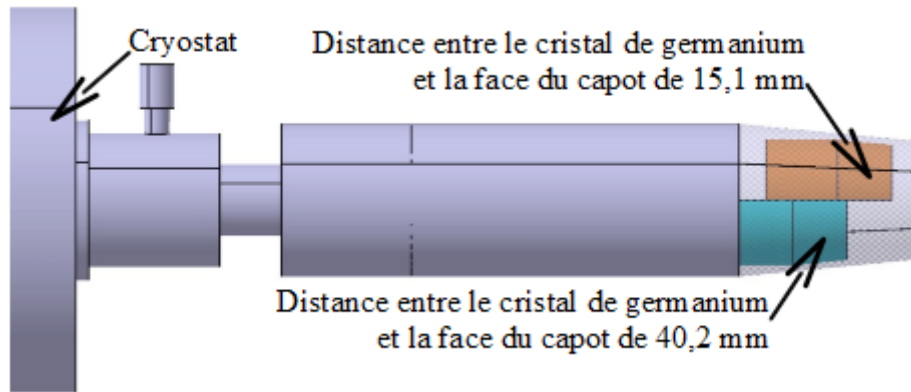 Cryostat
Distance entre le cristal de germanium
et la face du capot de 15,1 mm
Distance entre le cristal de germanium
et la face du capot de 40,2 mm